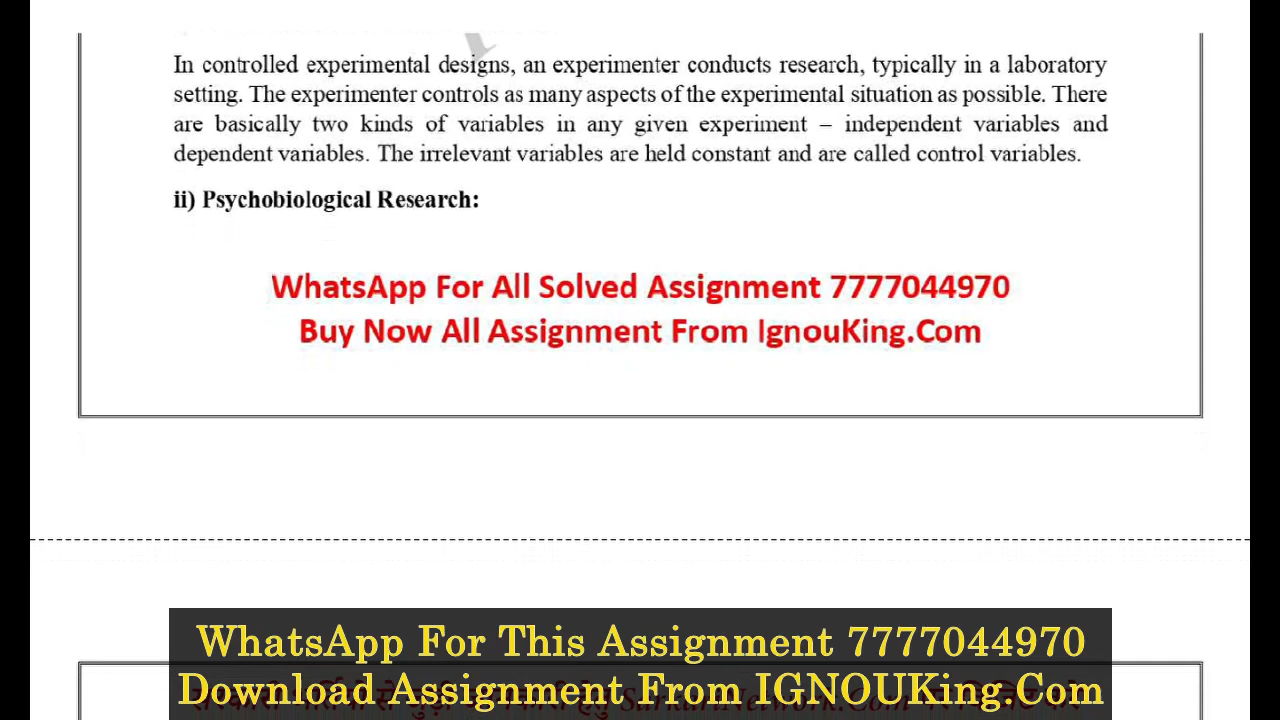 In controlled experimental designs, an experimenter conducts research, typically in a laboratory
setting. The experimenter controls as many aspects of the experimental situation as possible. There
are basically two kinds of variables in any given experiment – independent variables and
dependent variables. The irrelevant variables are held constant and are called control variables.
ii) Psychobiological Research:
WhatsApp For All Solved Assignment 7777044970
Buy Now All Assignment From IgnouKing.Com
WhatsApp For This Assignment 7777044970
Download Assignment From IGNOUKing.Com